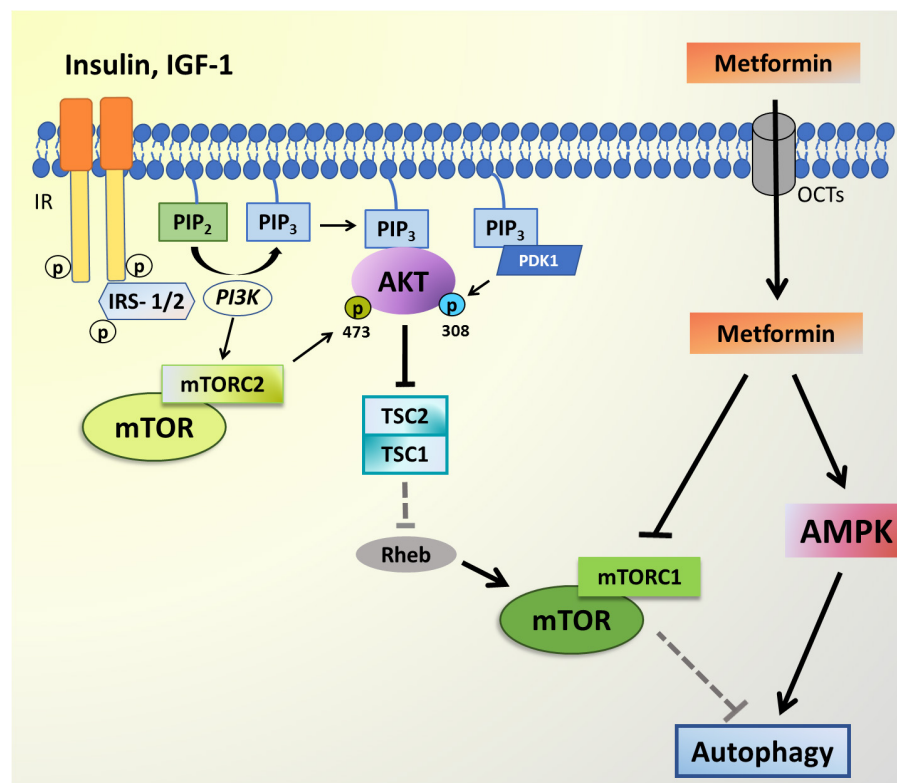 Insulin, IGF-1
Metformin
IR
OCTs
PIP2
PIP3
PIP3
PIP3
PDK1
AKT
p
p
IRS- 1/2
PI3K
p
p
p
473
308
Metformin
mTORC2
mTOR
TSC2
TSC1
AMPK
Rheb
mTORC1
mTOR
Autophagy